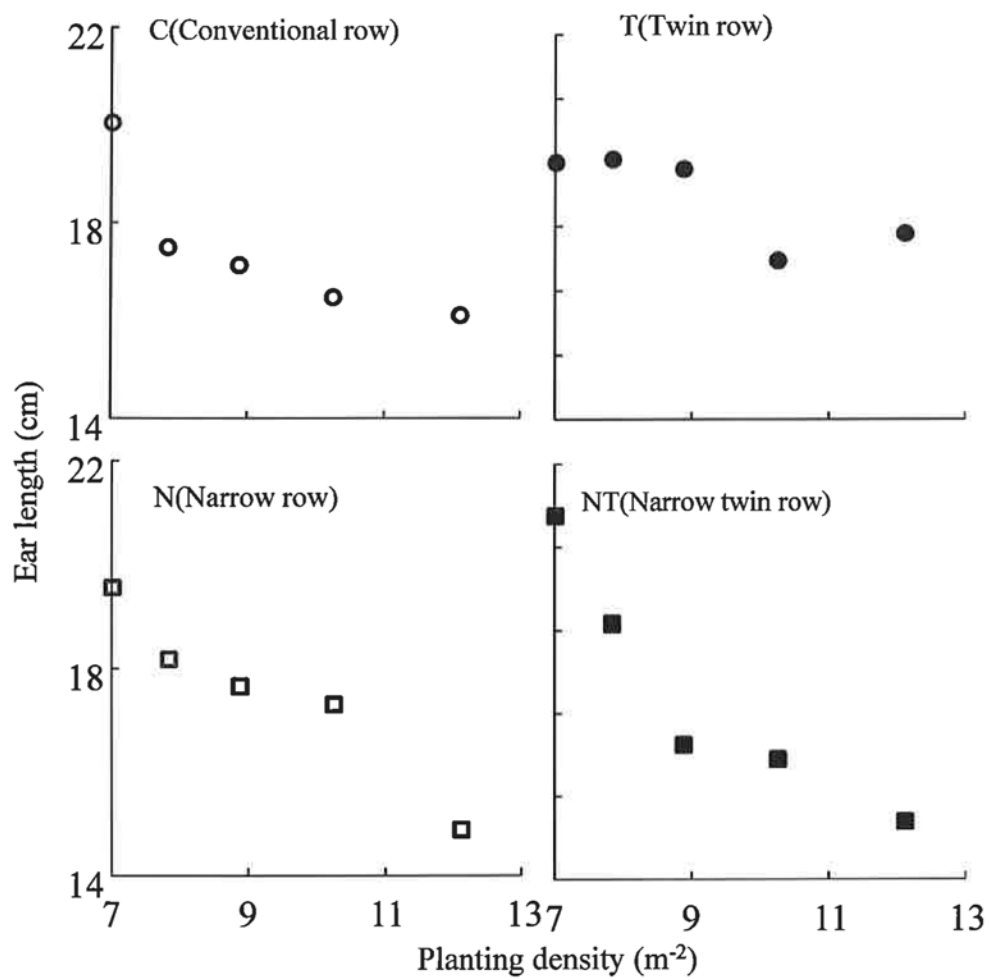 22
C(Conventional row)
T(Twin row)
18
14
22
N(Narrow row)
NT(Narrow twin row)
18
14
Ear length (cm)
7
9
11
13
7
9
11
13
Planting density (m⁻²)